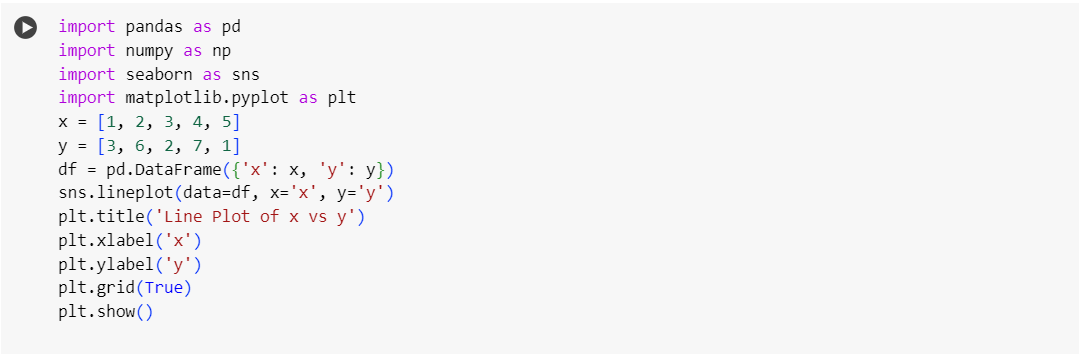 import pandas as pd
import numpy as np
import seaborn as sns
import matplotlib.pyplot as plt
x = [1, 2, 3, 4, 5]
y = [3, 6, 2, 7, 1]
df = pd.DataFrame({'x': x, 'y': y})
sns.lineplot(data=df, x='x', y='y')
plt.title('Line Plot of x vs y')
plt.xlabel('x')
plt.ylabel('y')
plt.grid(True)
plt.show()